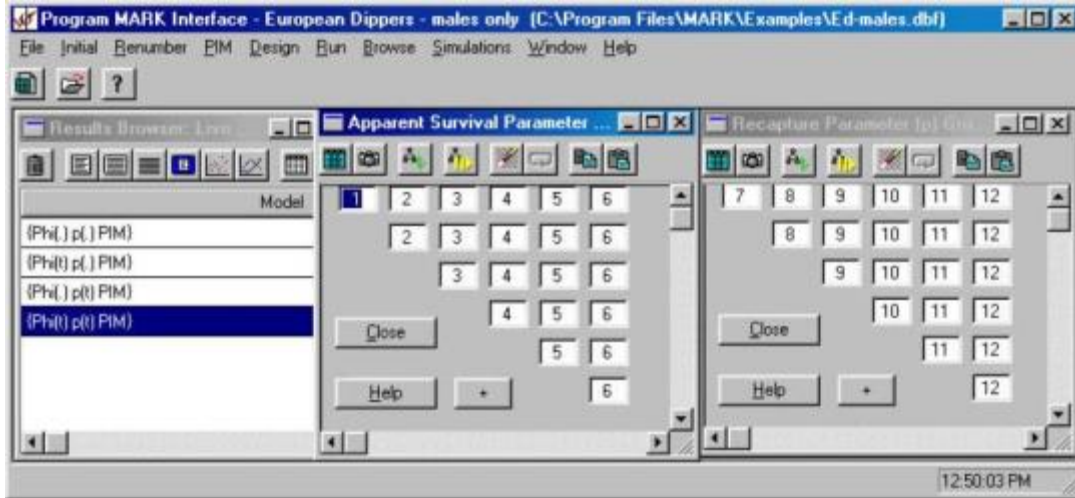 Program MARK Interface - European Dippers - males only (C:\Program Files\MARK\Examples\Ed-males.dbf)
File Initial Renumber PIM Design Run Browse Simulations Window Help
?
Results Browser: Live
Model
{Phi(.) p(.) PIM}
{Phi(t) p(.) PIM}
{Phi(.) p(t) PIM}
{Phi(t) p(t) PIM}
Apparent Survival Parameter ...
1 2 3 4 5 6
2 3 4 5 6
3 4 5 6
4 5 6
5 6
6
Close
Help +
Recapture Parameter (p)
7 8 9 10 11 12
8 9 10 11 12
9 10 11 12
10 11 12
11 12
12
Close
Help +
12:50:03 PM